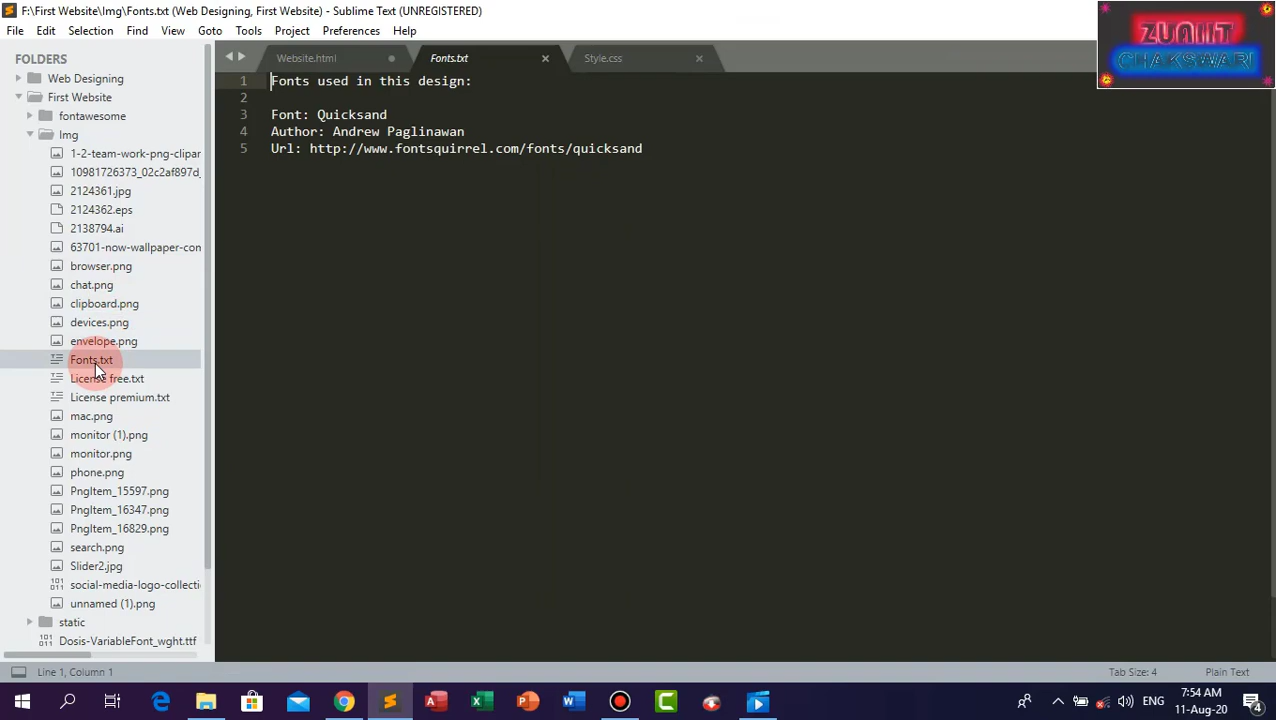 F:\First Website\Img\Fonts.txt (Web Designing, First Website) - Sublime Text (UNREGISTERED)
File Edit Selection Find View Goto Tools Project Preferences Help
ZUAIIT
CHAKSWARI
FOLDERS
Web Designing
First Website
fontawesome
Img
1-2-team-work-png-clipar
10981726373_02c2af897d_
2124361.jpg
2124362.eps
2138794.ai
63701-now-wallpaper-con
browser.png
chat.png
clipboard.png
devices.png
envelope.png
Fonts.txt
License free.txt
License premium.txt
mac.png
monitor (1).png
monitor.png
phone.png
PngItem_15597.png
PngItem_16347.png
PngItem_16829.png
search.png
Slider2.jpg
social-media-logo-collecti
unnamed (1).png
static
Dosis-VariableFont_wght.ttf
Website.html Fonts.txt Style.css
1 Fonts used in this design:
2
3 Font: Quicksand
4 Author: Andrew Paglinawan
5 Url: http://www.fontsquirrel.com/fonts/quicksand
Line 1, Column 1 Tab Size: 4 Plain Text
ENG
7:54 AM
11-Aug-20
4